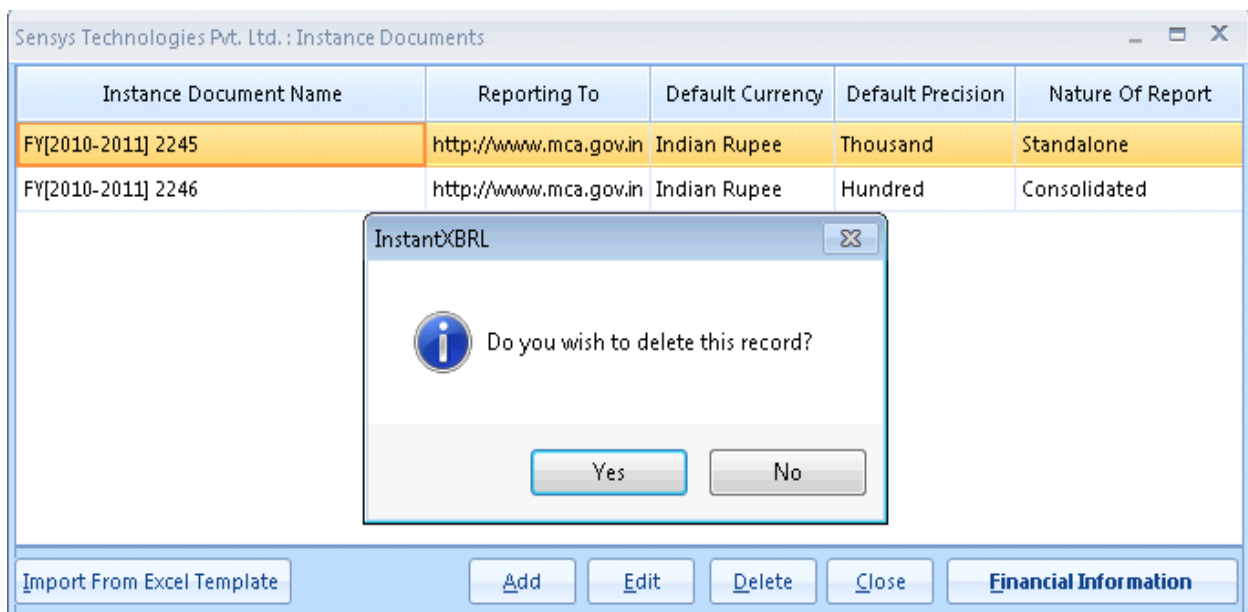 Sensys Technologies Pvt. Ltd. : Instance Documents
Instance Document Name Reporting To Default Currency Default Precision Nature Of Report
FY[2010-2011] 2245 http://www.mca.gov.in Indian Rupee Thousand Standalone
FY[2010-2011] 2246 http://www.mca.gov.in Indian Rupee Hundred Consolidated
InstantXBRL
Do you wish to delete this record?
Yes No
Import From Excel Template Add Edit Delete Close Financial Information